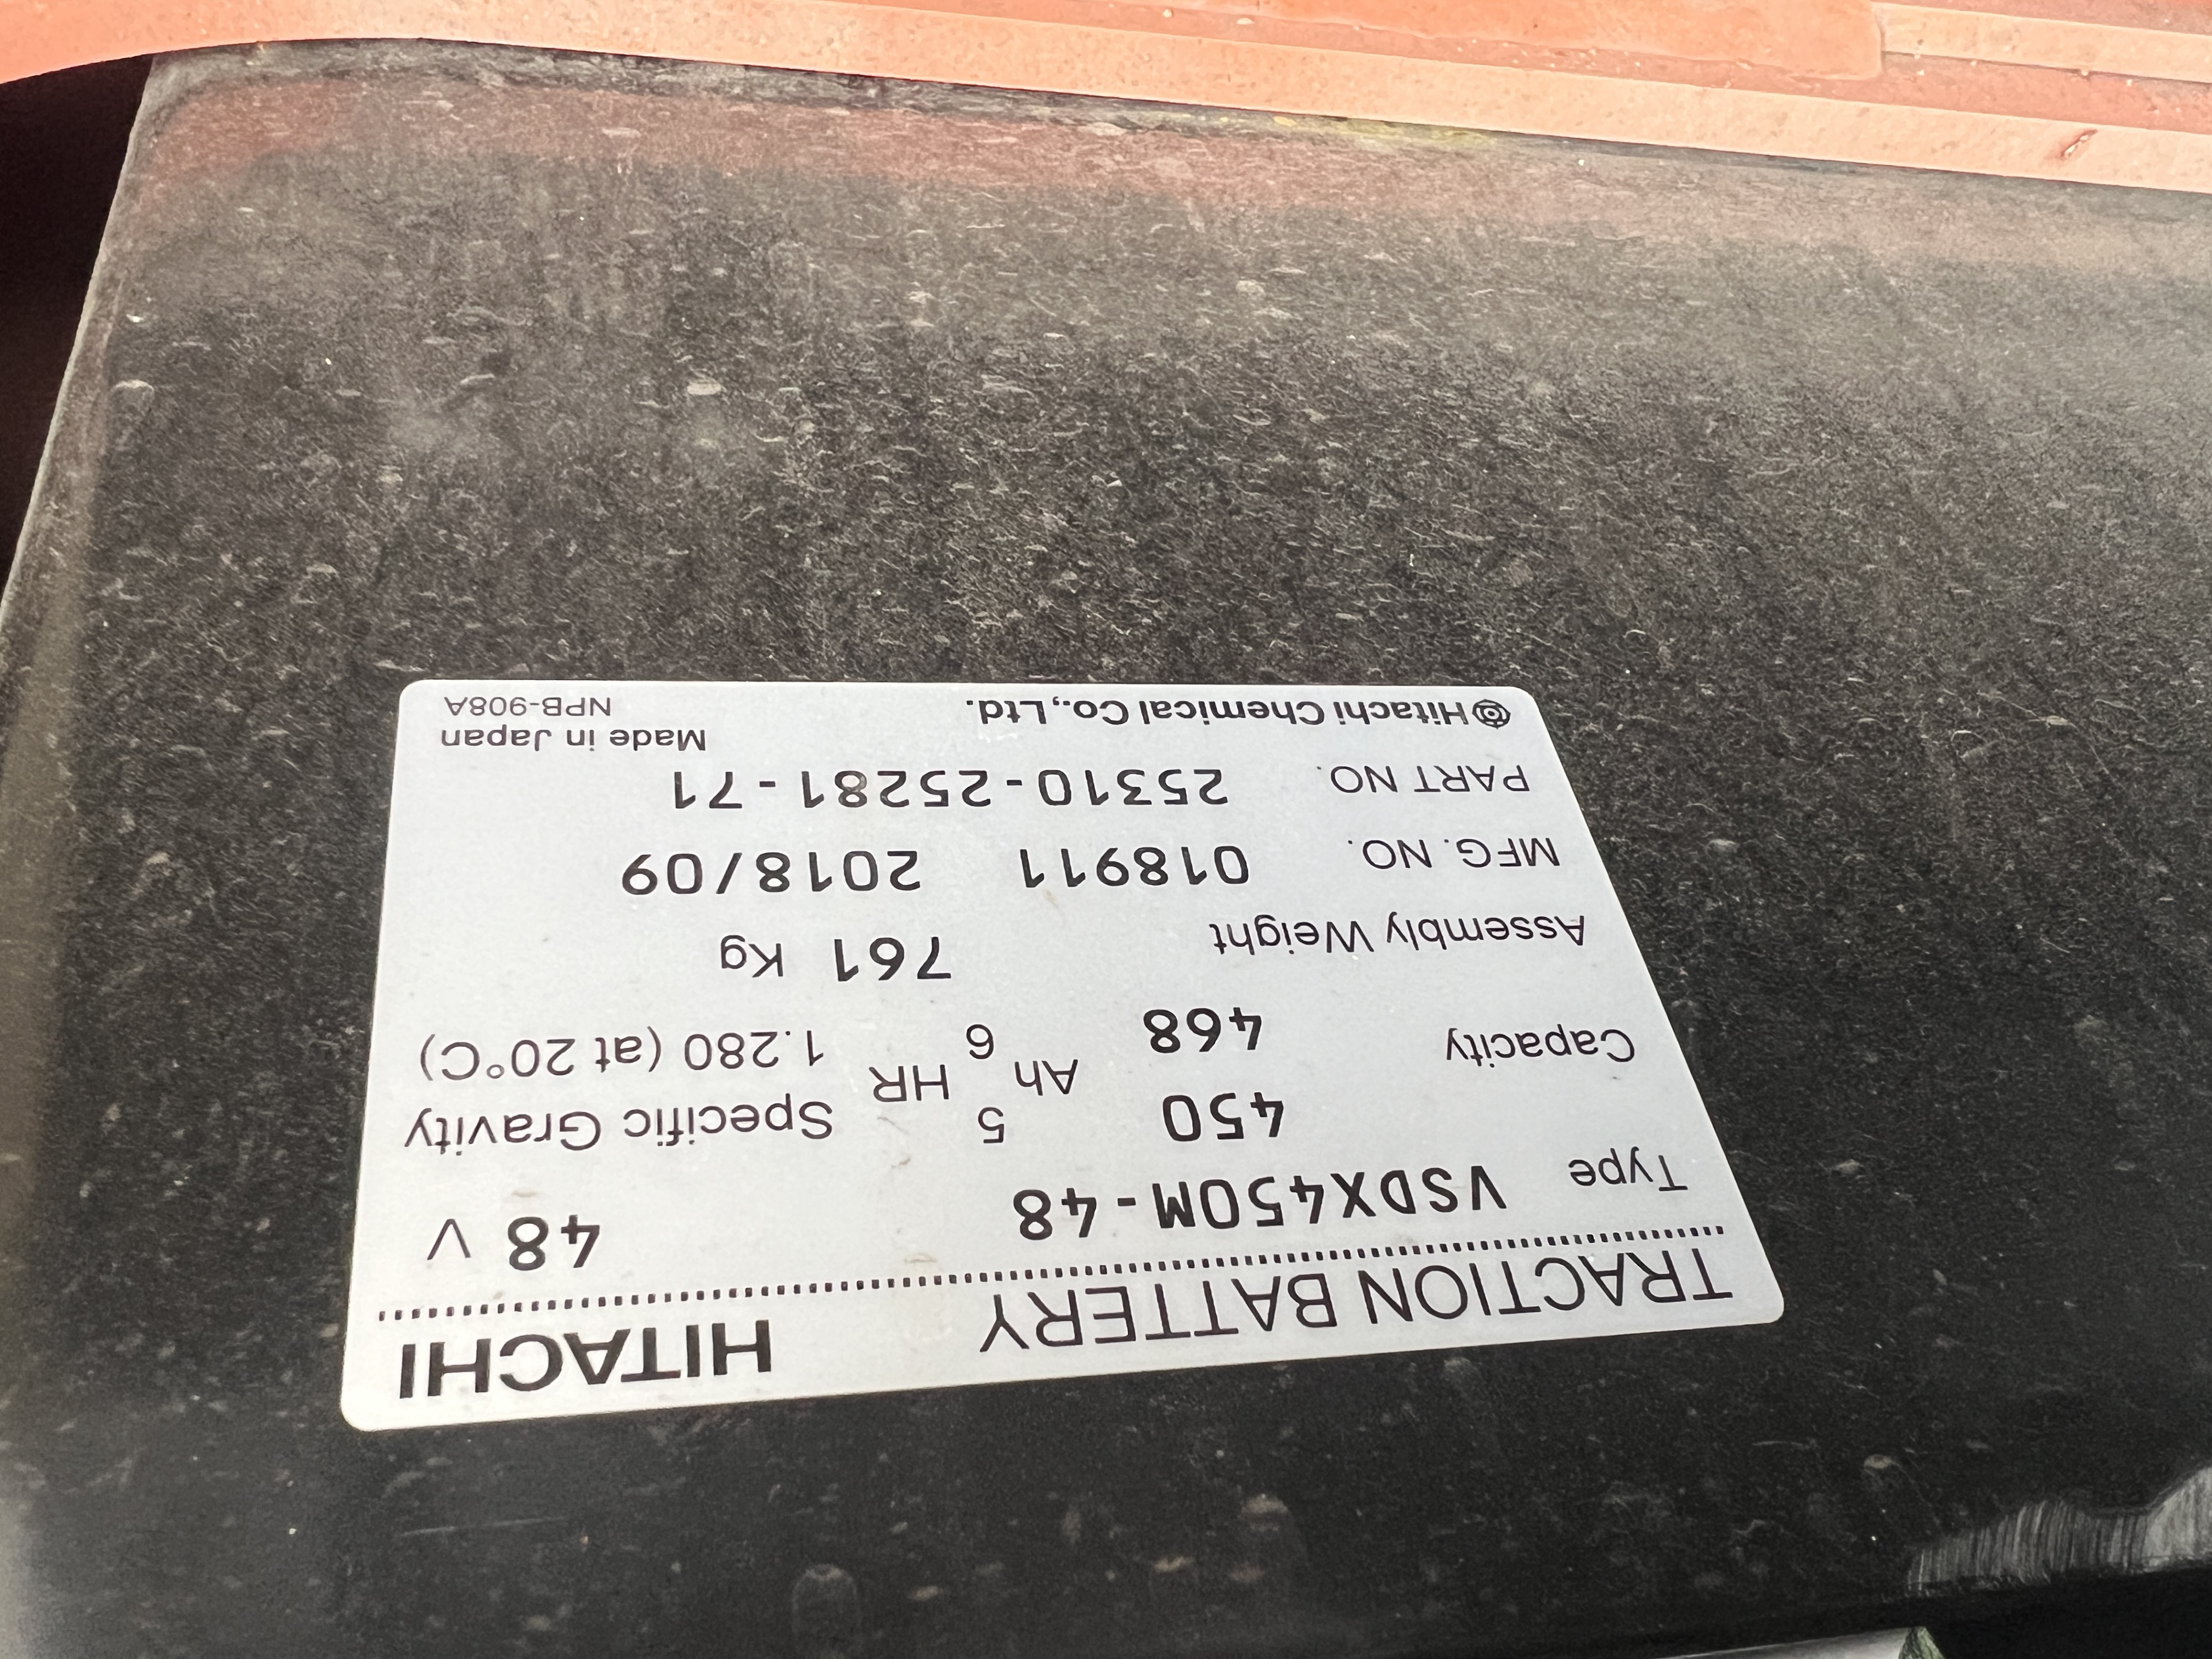 TRACTION BATTERY HITACHI
Type VSDX450M-48 48 V
450 5 Specific Gravity
Capacity Ah HR
468 6 1.280 (at 20°C)
Assembly Weight 761 Kg
MFG. NO. 018911 2018/09
PART NO. 25310-25281-71
Made in Japan
Hitachi Chemical Co., Ltd. NPB-908A